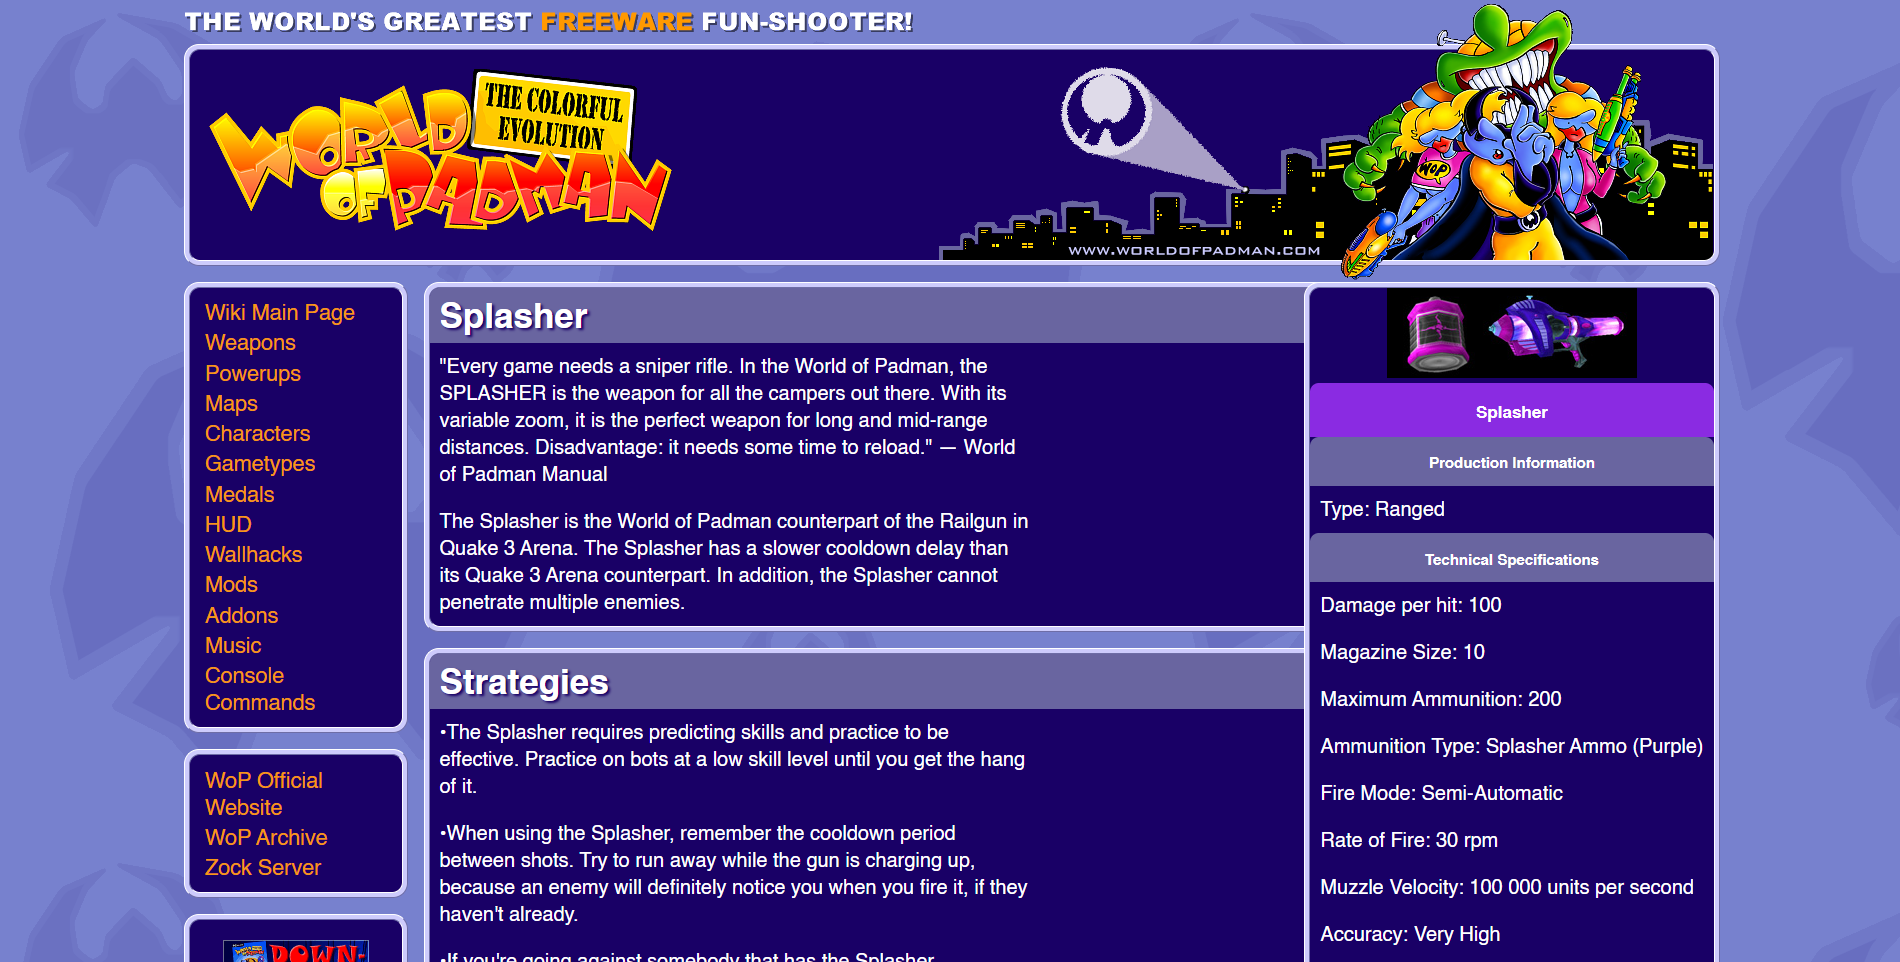 THE WORLD'S GREATEST FREEWARE FUN-SHOOTER!
WORLD OF PADMAN
THE COLORFUL
EVOLUTION
WOP
WWW.WORLDOFPADMAN.COM
Wiki Main Page
Weapons
Powerups
Maps
Characters
Gametypes
Medals
HUD
Wallhacks
Mods
Addons
Music
Console
Commands
WoP Official
Website
WoP Archive
Zock Server
DOWN-
Splasher
"Every game needs a sniper rifle. In the World of Padman, the
SPLASHER is the weapon for all the campers out there. With its
variable zoom, it is the perfect weapon for long and mid-range
distances. Disadvantage: it needs some time to reload." — World
of Padman Manual
The Splasher is the World of Padman counterpart of the Railgun in
Quake 3 Arena. The Splasher has a slower cooldown delay than
its Quake 3 Arena counterpart. In addition, the Splasher cannot
penetrate multiple enemies.
Strategies
•The Splasher requires predicting skills and practice to be
effective. Practice on bots at a low skill level until you get the hang
of it.
•When using the Splasher, remember the cooldown period
between shots. Try to run away while the gun is charging up,
because an enemy will definitely notice you when you fire it, if they
haven't already.
•If you're going against somebody that has the Splasher
Splasher
Production Information
Type: Ranged
Technical Specifications
Damage per hit: 100
Magazine Size: 10
Maximum Ammunition: 200
Ammunition Type: Splasher Ammo (Purple)
Fire Mode: Semi-Automatic
Rate of Fire: 30 rpm
Muzzle Velocity: 100 000 units per second
Accuracy: Very High